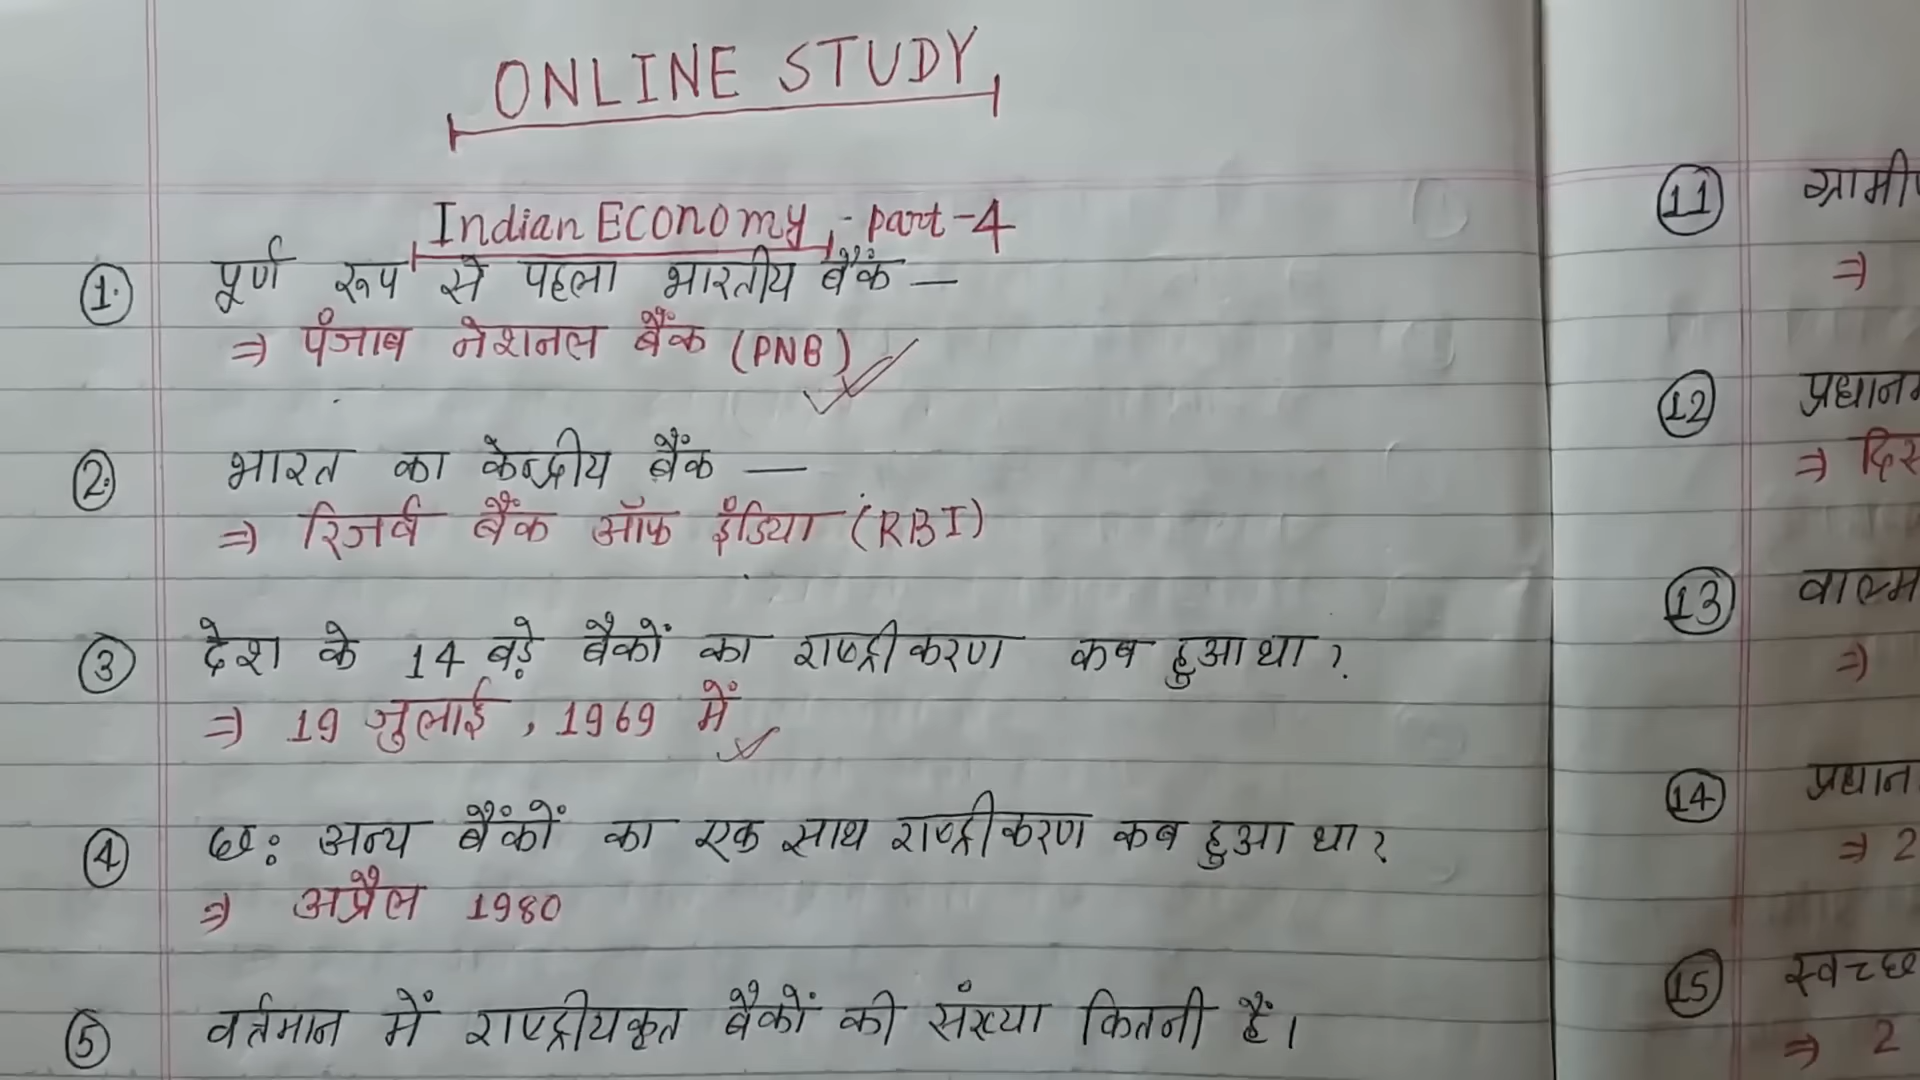 ONLINE STUDY
Indian Economy - part-4
① पूर्ण रूप से पहला भारतीय बैंक —
⇒ पंजाब नेशनल बैंक (PNB)
② भारत का केन्द्रीय बैंक —
⇒ रिजर्व बैंक ऑफ इंडिया (RBI)
③ देश के 14 बड़े बैकों का राष्ट्रीकरण कब हुआ था?
⇒ 19 जुलाई, 1969 में
④ छः अन्य बैंकों का एक साथ राष्ट्रीकरण कब हुआ था?
⇒ अप्रैल 1980
⑤ वर्तमान में राष्ट्रीयकृत बैकों की संख्या कितनी हैं।
⑪
⇒
⑫
⇒
⑬
⇒
⑭ प्रधान
⇒ 2
⑮ स्वच्छ
⇒ 2